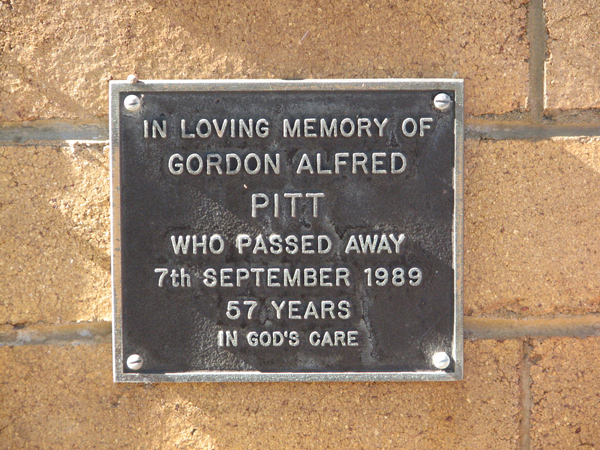 IN LOVING MEMORY OF
GORDON ALFRED
PITT
WHO PASSED AWAY
7th SEPTEMBER 1989
57 YEARS
IN GOD'S CARE